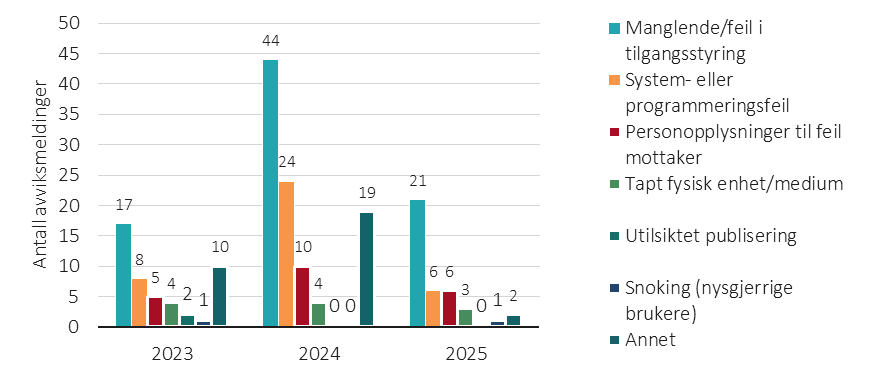 50
45
40
35
30
25
20
15
10
5
0
Antall avviksmeldinger
17
8
5
4
2
1
10
44
24
10
4
0
0
19
21
6
6
3
0
1
2
2023
2024
2025
Manglende/feil i
tilgangsstyring
System- eller
programmeringsfeil
Personopplysninger til feil
mottaker
Tapt fysisk enhet/medium
Utilsiktet publisering
Snoking (nysgjerrige
brukere)
Annet